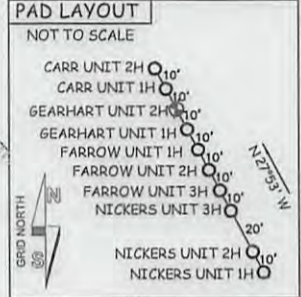 PAD LAYOUT
NOT TO SCALE
CARR UNIT 2H
10'
CARR UNIT 1H
10'
GEARHART UNIT 2H
10'
GEARHART UNIT 1H
10'
FARROW UNIT 1H
10'
FARROW UNIT 2H
10'
FARROW UNIT 3H
10'
NICKERS UNIT 3H
20'
NICKERS UNIT 2H
10'
NICKERS UNIT 1H
N 27°53' W
GRID NORTH
N
S